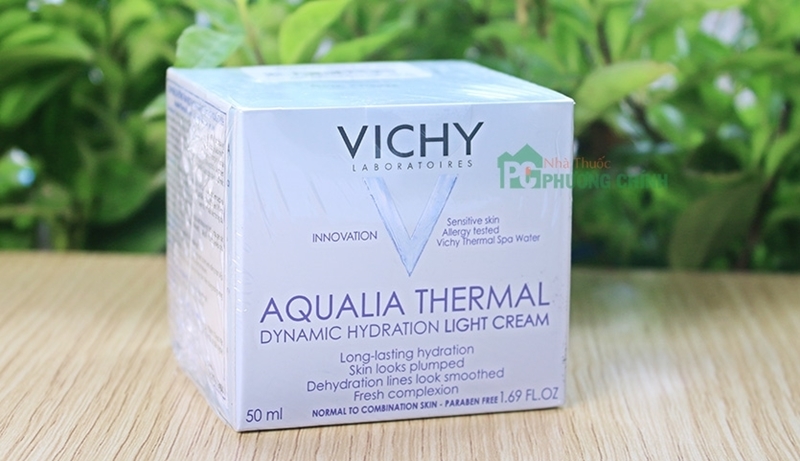 VICHY
LABORATOIRES
Nhà Thuốc
PC PHƯƠNG CHÍNH
INNOVATION
Sensitive skin
Allergy tested
Vichy Thermal Spa Water
AQUALIA THERMAL
DYNAMIC HYDRATION LIGHT CREAM
Long-lasting hydration
Skin looks plumped
Dehydration lines look smoothed
Fresh complexion
50 ml NORMAL TO COMBINATION SKIN - PARABEN FREE 1.69 FL.OZ